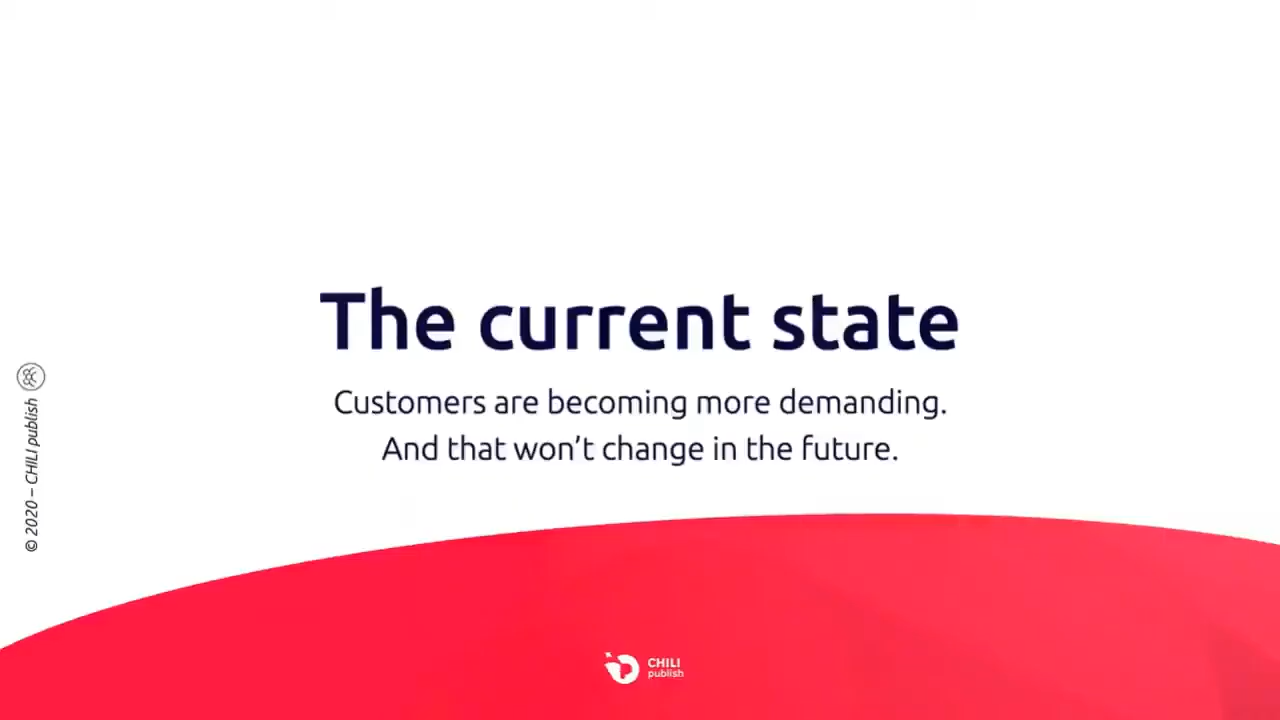 The current state
Customers are becoming more demanding.
And that won’t change in the future.
© 2020 – CHILI publish
CHILI
publish